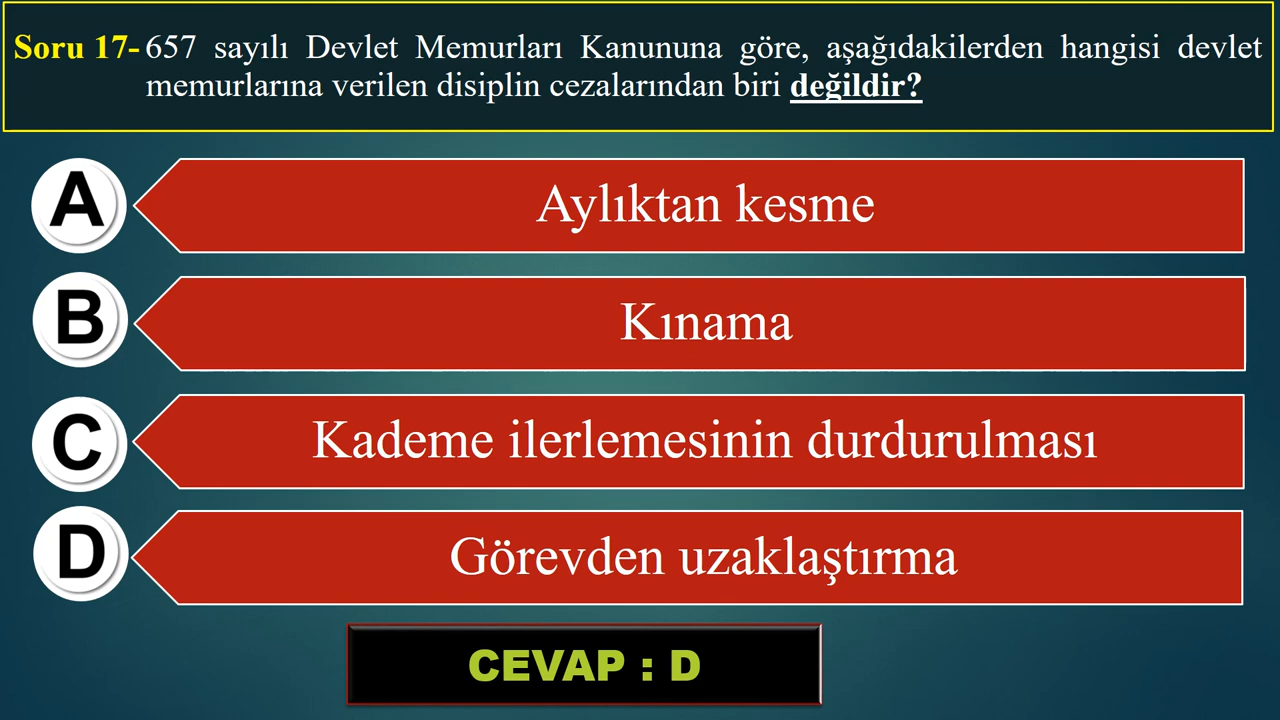 Soru 17- 657 sayılı Devlet Memurları Kanununa göre, aşağıdakilerden hangisi devlet
memurlarına verilen disiplin cezalarından biri değildir?
A Aylıktan kesme
B Kınama
C Kademe ilerlemesinin durdurulması
D Görevden uzaklaştırma
CEVAP : D